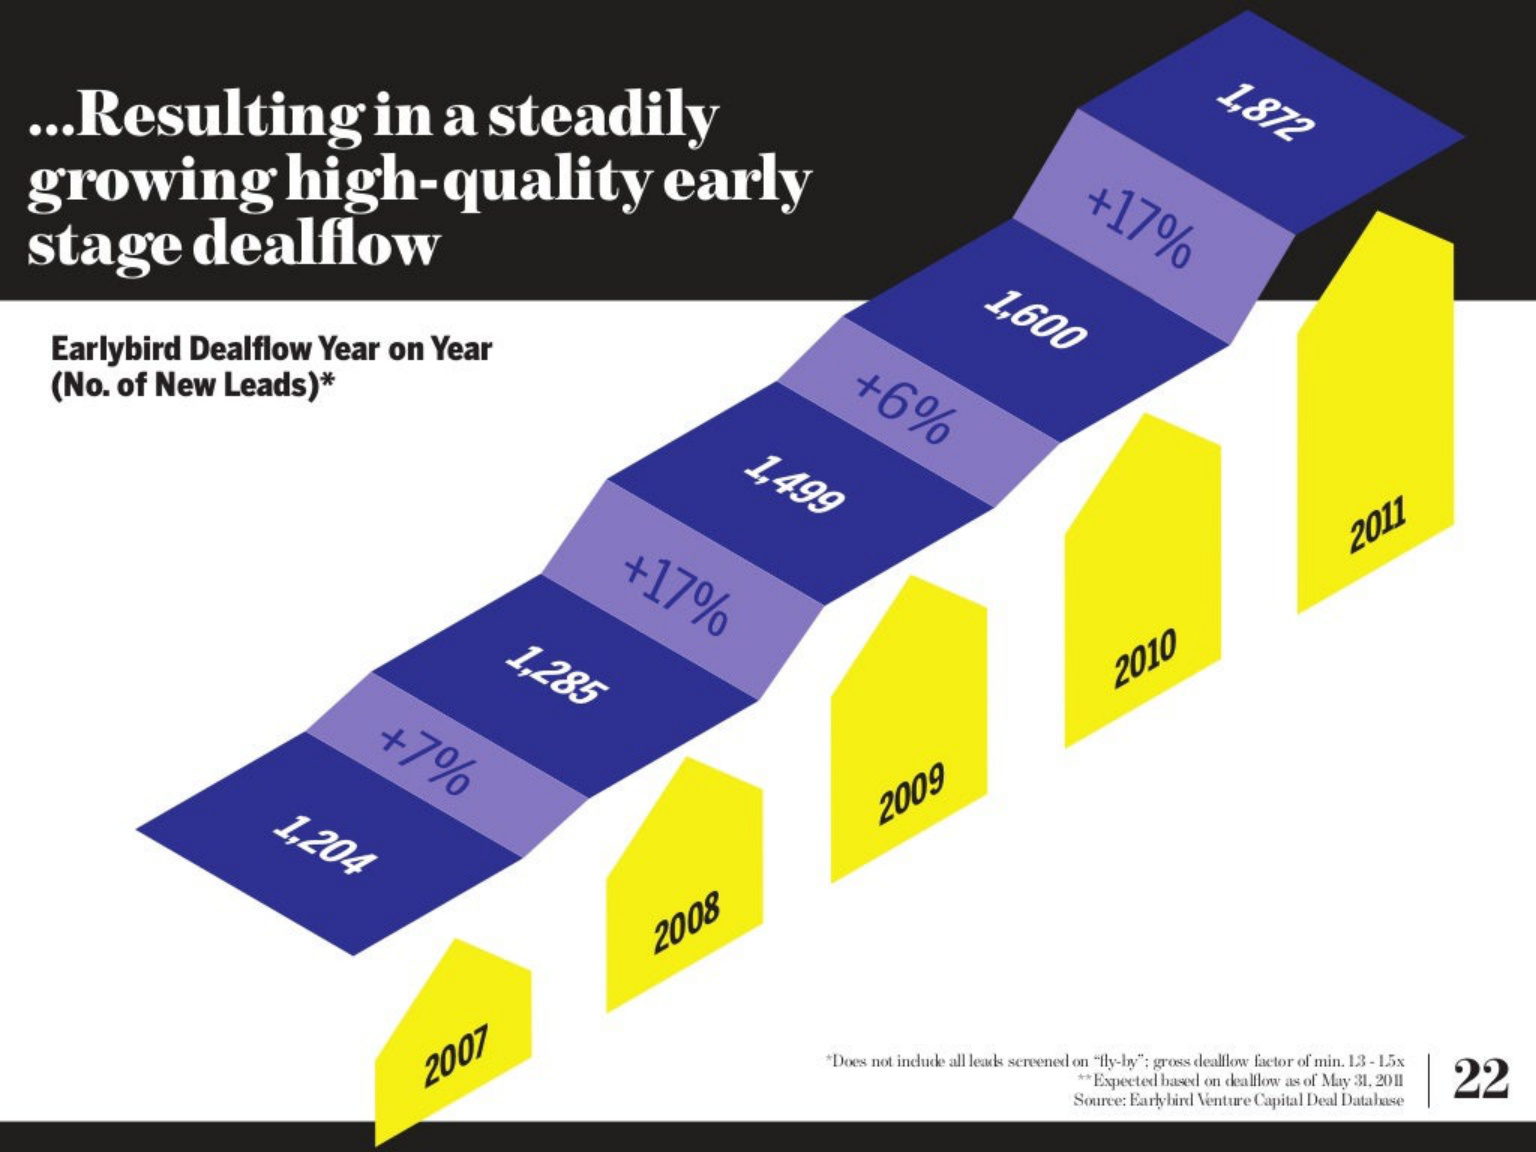 ...Resulting in a steadily
growing high-quality early
stage dealflow
Earlybird Dealflow Year on Year
(No. of New Leads)*
1,872
+17%
1,600
+6%
1,499
+17%
1,285
+7%
1,204
2007
2008
2009
2010
2011
*Does not include all leads screened on “fly-by”; gross dealflow factor of min. 1.3 - 1.5x
**Expected based on dealflow as of May 31, 2011
Source: Earlybird Venture Capital Deal Database
22